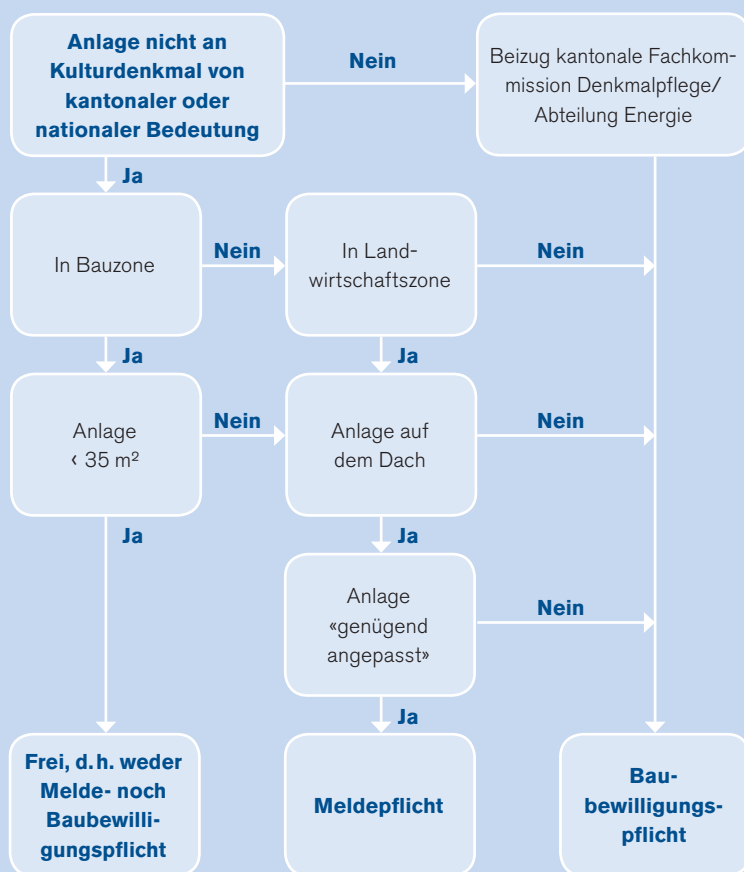 Anlage nicht an
Kulturdenkmal von
kantonaler oder
nationaler Bedeutung
Nein
Beizug kantonale Fachkom-
mission Denkmalpflege/
Abteilung Energie
Ja
In Bauzone
Nein
In Land-
wirtschaftszone
Nein
Ja
Ja
Anlage
‹ 35 m²
Nein
Anlage auf
dem Dach
Nein
Ja
Ja
Anlage
«genügend
angepasst»
Nein
Ja
Frei, d.h. weder
Melde- noch
Baubewilli-
gungspflicht
Meldepflicht
Bau-
bewilligungs-
pflicht